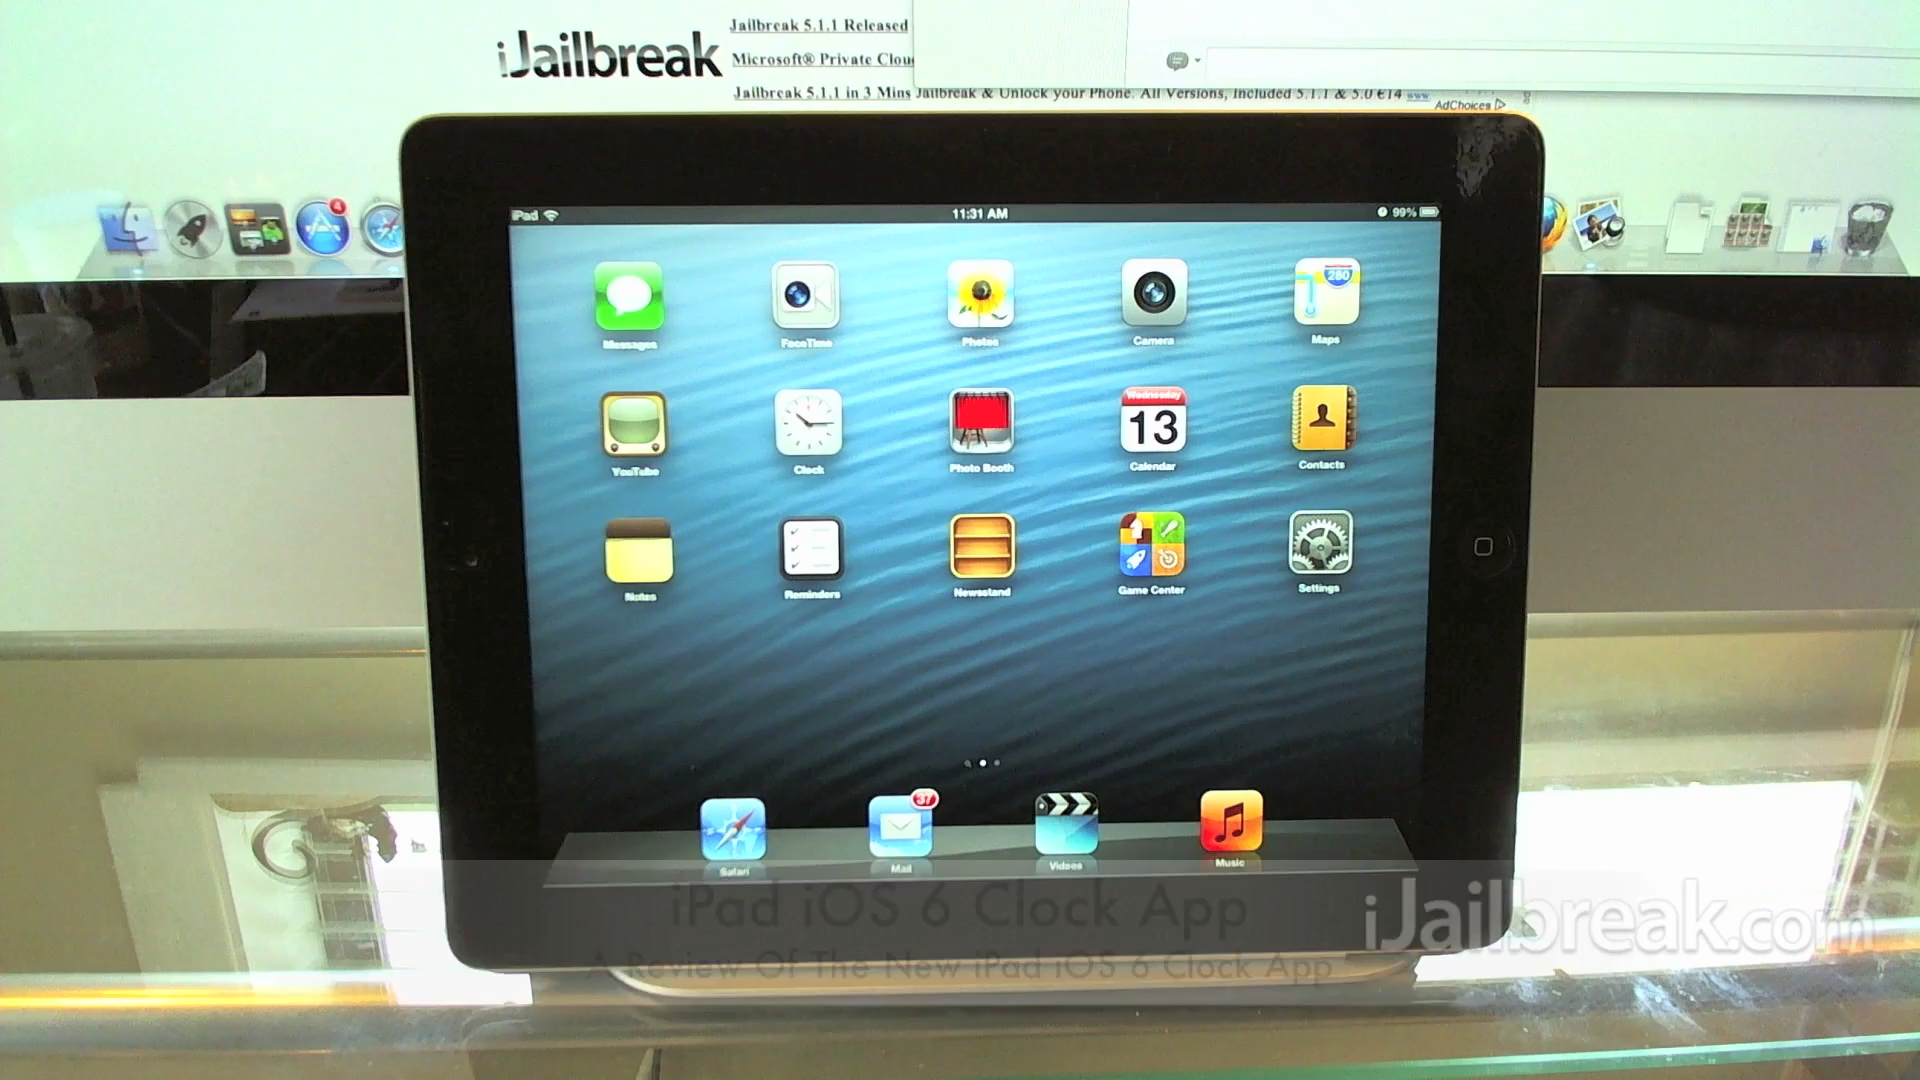 iJailbreak
Jailbreak 5.1.1 Released
Microsoft® Private Clou
Jailbreak 5.1.1 in 3 Mins Jailbreak & Unlock your Phone. All Versions, Included 5.1.1 & 5.0 €14 www
AdChoices
4
iPad
11:31 AM
99%
Messages
FaceTime
Photos
Camera
280
Maps
YouTube
Clock
Photo Booth
Wednesday
13
Calendar
Contacts
Notes
Reminders
Newsstand
Game Center
Settings
Safari
37
Mail
Videos
Music
iPad iOS 6 Clock App
A Review Of The New iPad iOS 6 Clock App
iJailbreak.com